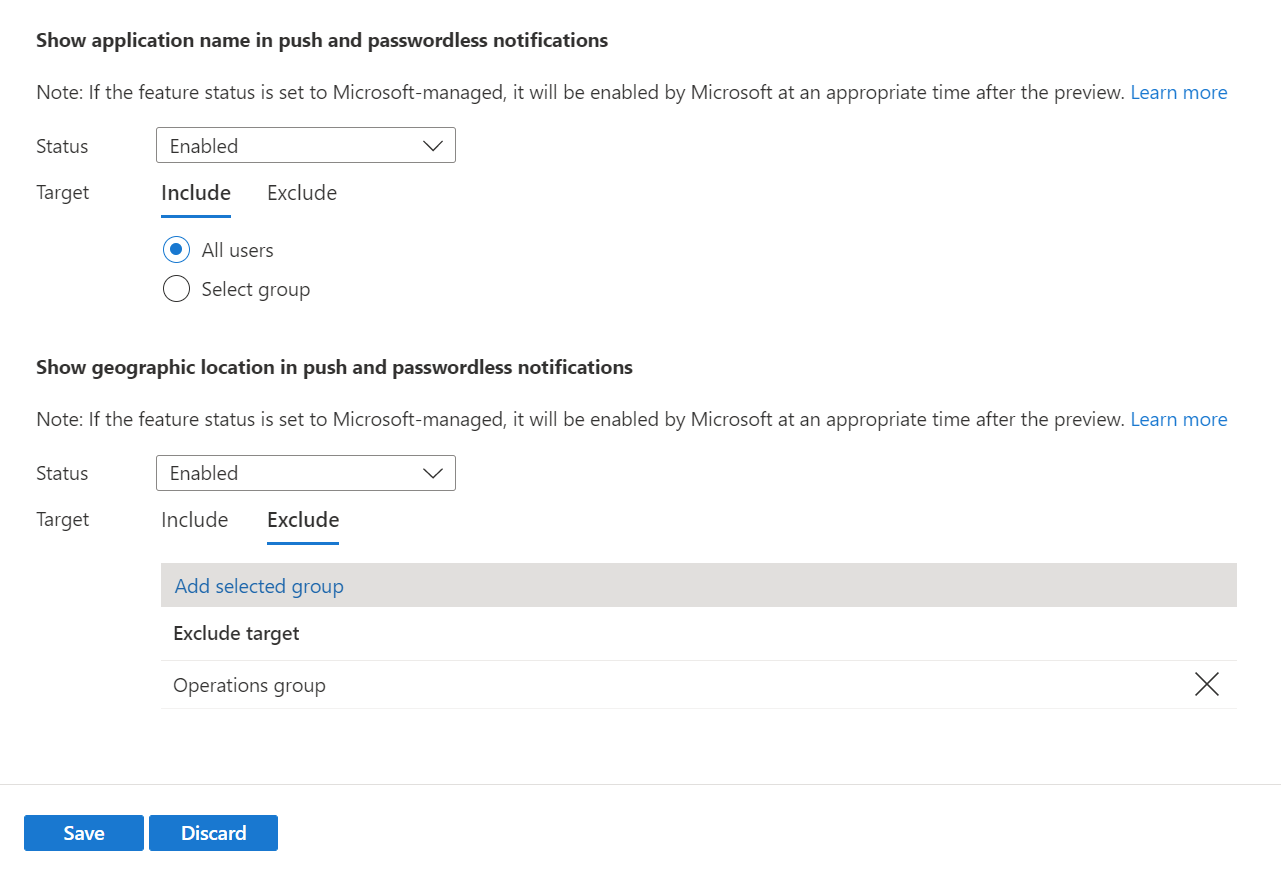 Show application name in push and passwordless notifications
Note: If the feature status is set to Microsoft-managed, it will be enabled by Microsoft at an appropriate time after the preview. Learn more
Status Enabled
Target Include Exclude
All users
Select group
Show geographic location in push and passwordless notifications
Note: If the feature status is set to Microsoft-managed, it will be enabled by Microsoft at an appropriate time after the preview. Learn more
Status Enabled
Target Include Exclude
Add selected group
Exclude target
Operations group
Save Discard